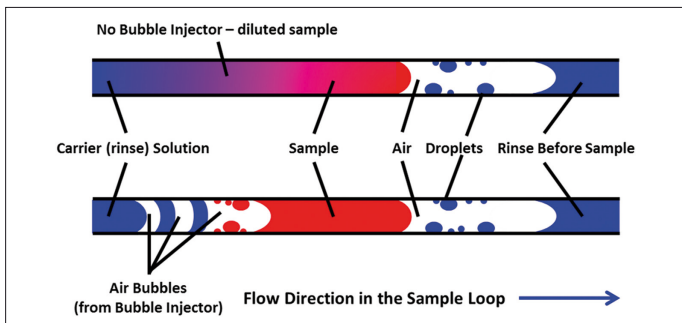 No Bubble Injector – diluted sample
Carrier (rinse) Solution
Sample
Air
Droplets
Rinse Before Sample
Air Bubbles
(from Bubble Injector)
Flow Direction in the Sample Loop